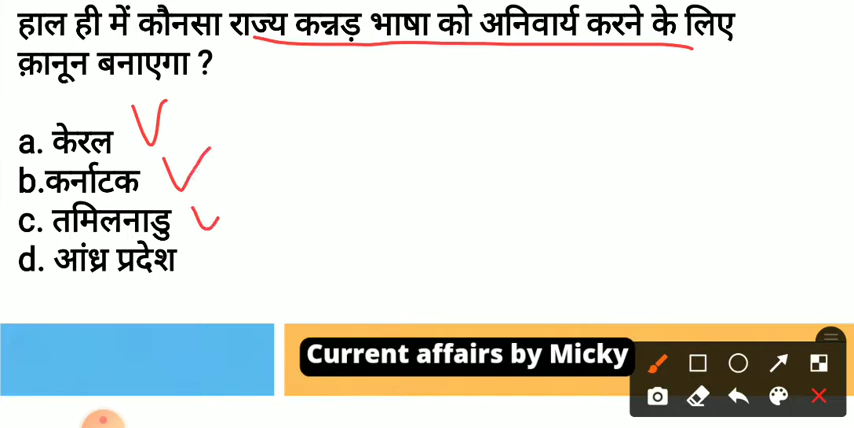 हाल ही में कौनसा राज्य कन्नड़ भाषा को अनिवार्य करने के लिए
क़ानून बनाएगा ?
a. केरल
b.कर्नाटक
c. तमिलनाडु
d. आंध्र प्रदेश
Current affairs by Micky